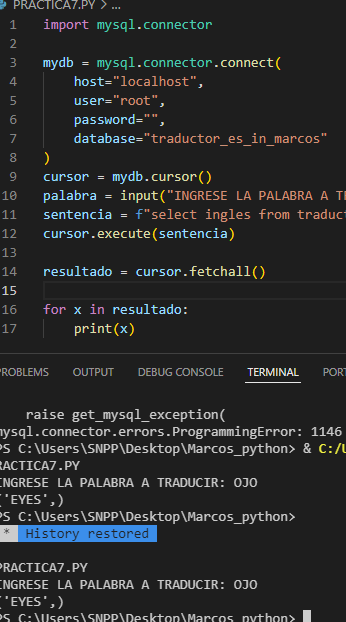 PRACTICA7.PY > ...
1 import mysql.connector
2
3 mydb = mysql.connector.connect(
4     host="localhost",
5     user="root",
6     password="",
7     database="traductor_es_in_marcos"
8 )
9 cursor = mydb.cursor()
10 palabra = input("INGRESE LA PALABRA A T
11 sentencia = f"select ingles from traduct
12 cursor.execute(sentencia)
13
14 resultado = cursor.fetchall()
15
16 for x in resultado:
17     print(x)
PROBLEMS OUTPUT DEBUG CONSOLE TERMINAL PORT
    raise get_mysql_exception(
mysql.connector.errors.ProgrammingError: 1146
PS C:\Users\SNPP\Desktop\Marcos_python> & C:/U
RACTICA7.PY
INGRESE LA PALABRA A TRADUCIR: OJO
('EYES',)
PS C:\Users\SNPP\Desktop\Marcos_python>
* History restored
PRACTICA7.PY
INGRESE LA PALABRA A TRADUCIR: OJO
('EYES',)
PS C:\Users\SNPP\Desktop\Marcos_python>